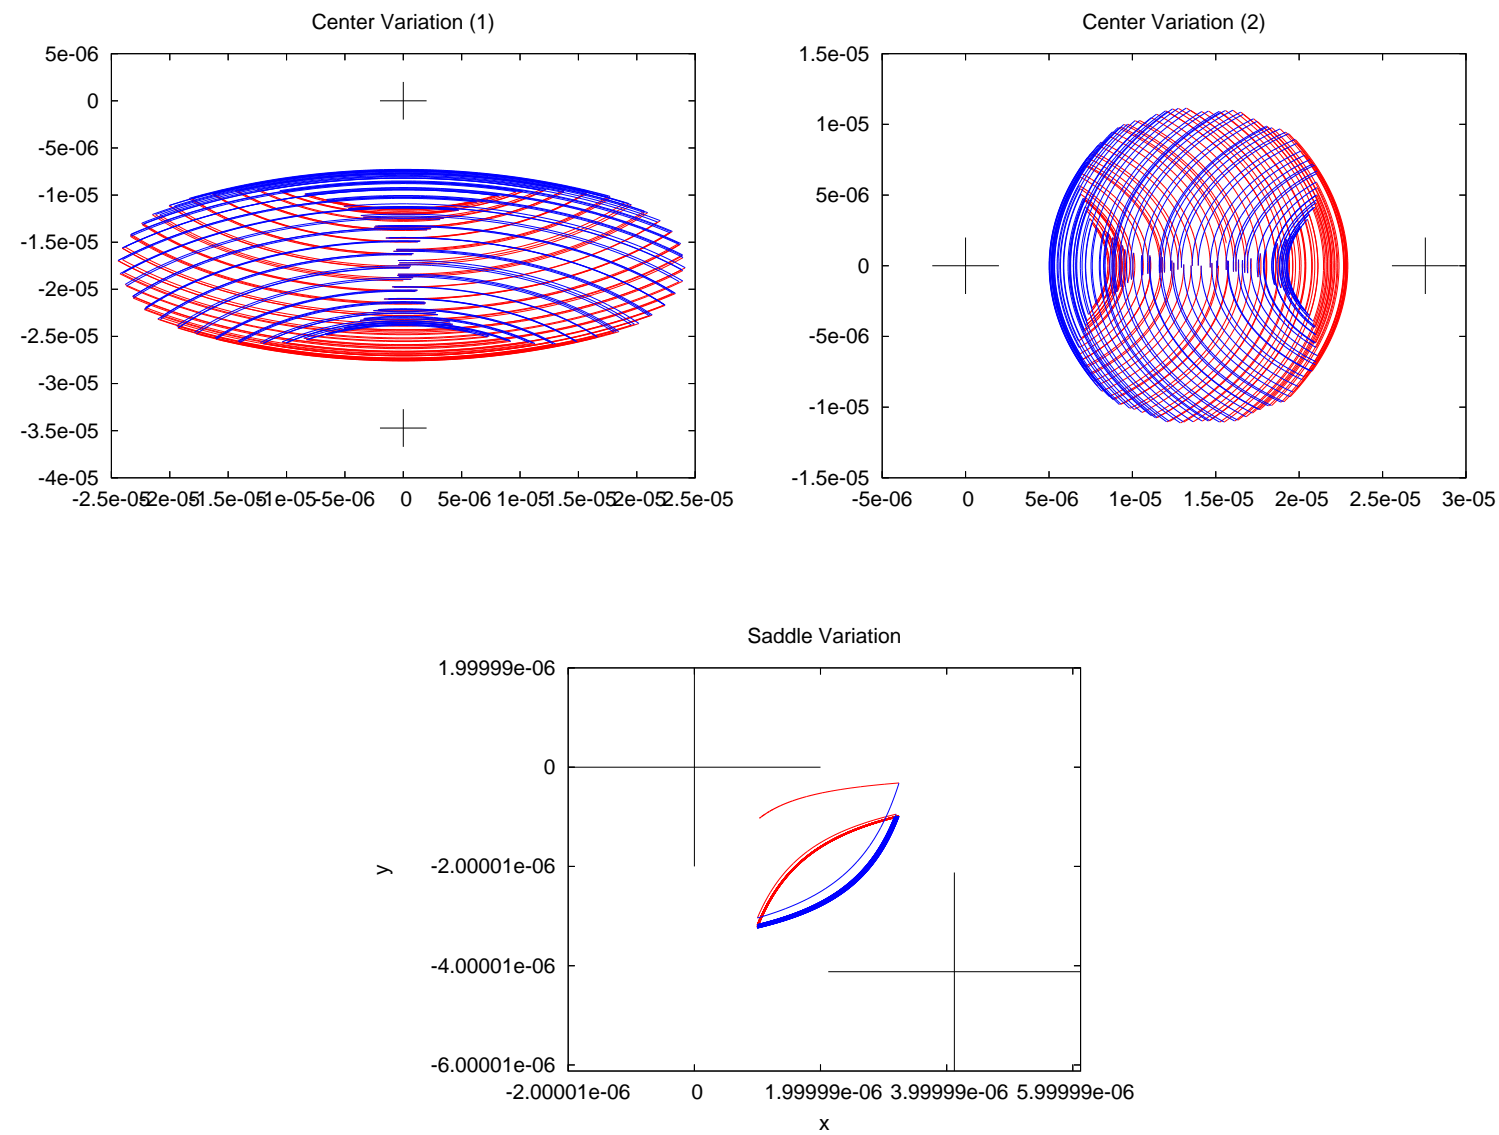 Center Variation (1)
5e-06
0
-5e-06
-1e-05
-1.5e-05
-2e-05
-2.5e-05
-3e-05
-3.5e-05
-4e-05
-2.5e-05 -2e-05 -1.5e-05 -1e-05 -5e-06 0 5e-06 1e-05 1.5e-05 2e-05 2.5e-05
Center Variation (2)
1.5e-05
1e-05
5e-06
0
-5e-06
-1e-05
-1.5e-05
-5e-06 0 5e-06 1e-05 1.5e-05 2e-05 2.5e-05 3e-05
Saddle Variation
1.99999e-06
0
-2.00001e-06
-4.00001e-06
-6.00001e-06
y
-2.00001e-06 0 1.99999e-06 3.99999e-06 5.99999e-06
x